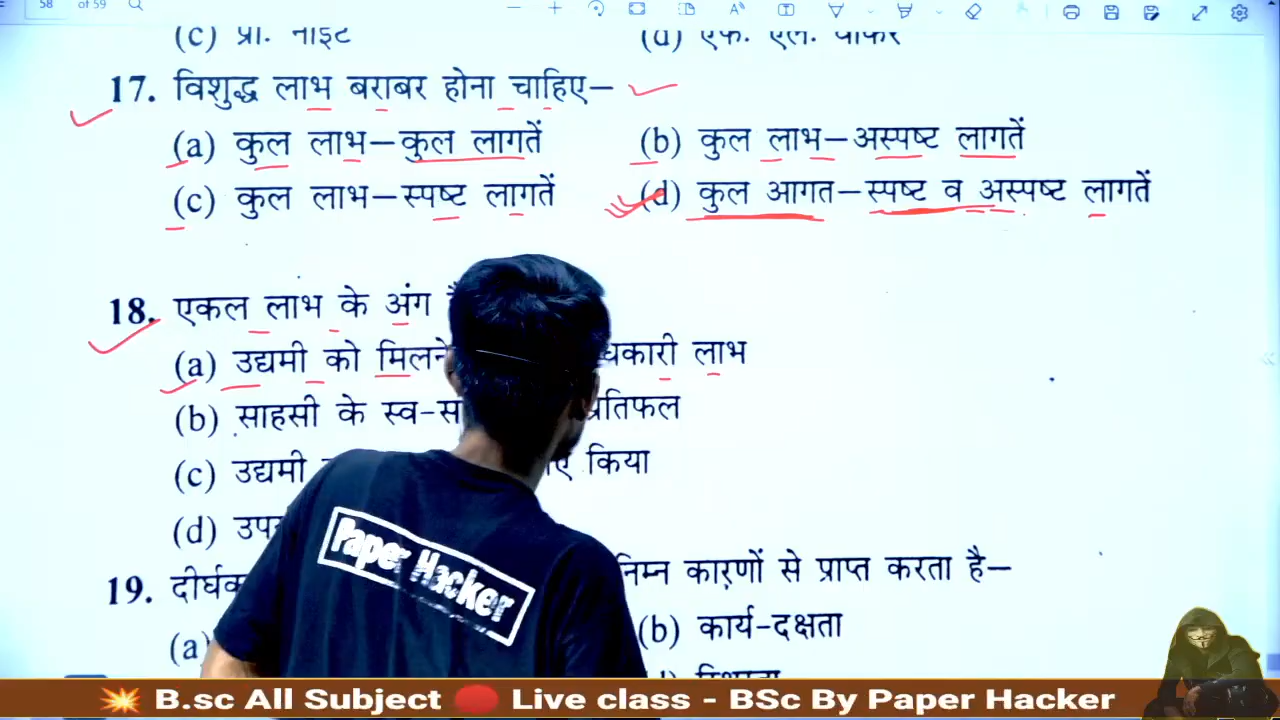 58 of 59
(c) प्रो. नाइट (d) एफ. एल. पार्कर
17. विशुद्ध लाभ बराबर होना चाहिए–
(a) कुल लाभ–कुल लागतें (b) कुल लाभ–अस्पष्ट लागतें
(c) कुल लाभ–स्पष्ट लागतें (d) कुल आगत–स्पष्ट व अस्पष्ट लागतें
18. एकल लाभ के अंग
(a) उद्यमी को मिलने लाभ
(b) साहसी के प्रतिफल
(c) उद्यमी किया
(d)
Paper Hacker
19. निम्न कारणों से प्राप्त करता है–
(a) (b) कार्य-दक्षता
B.sc All Subject Live class - BSc By Paper Hacker